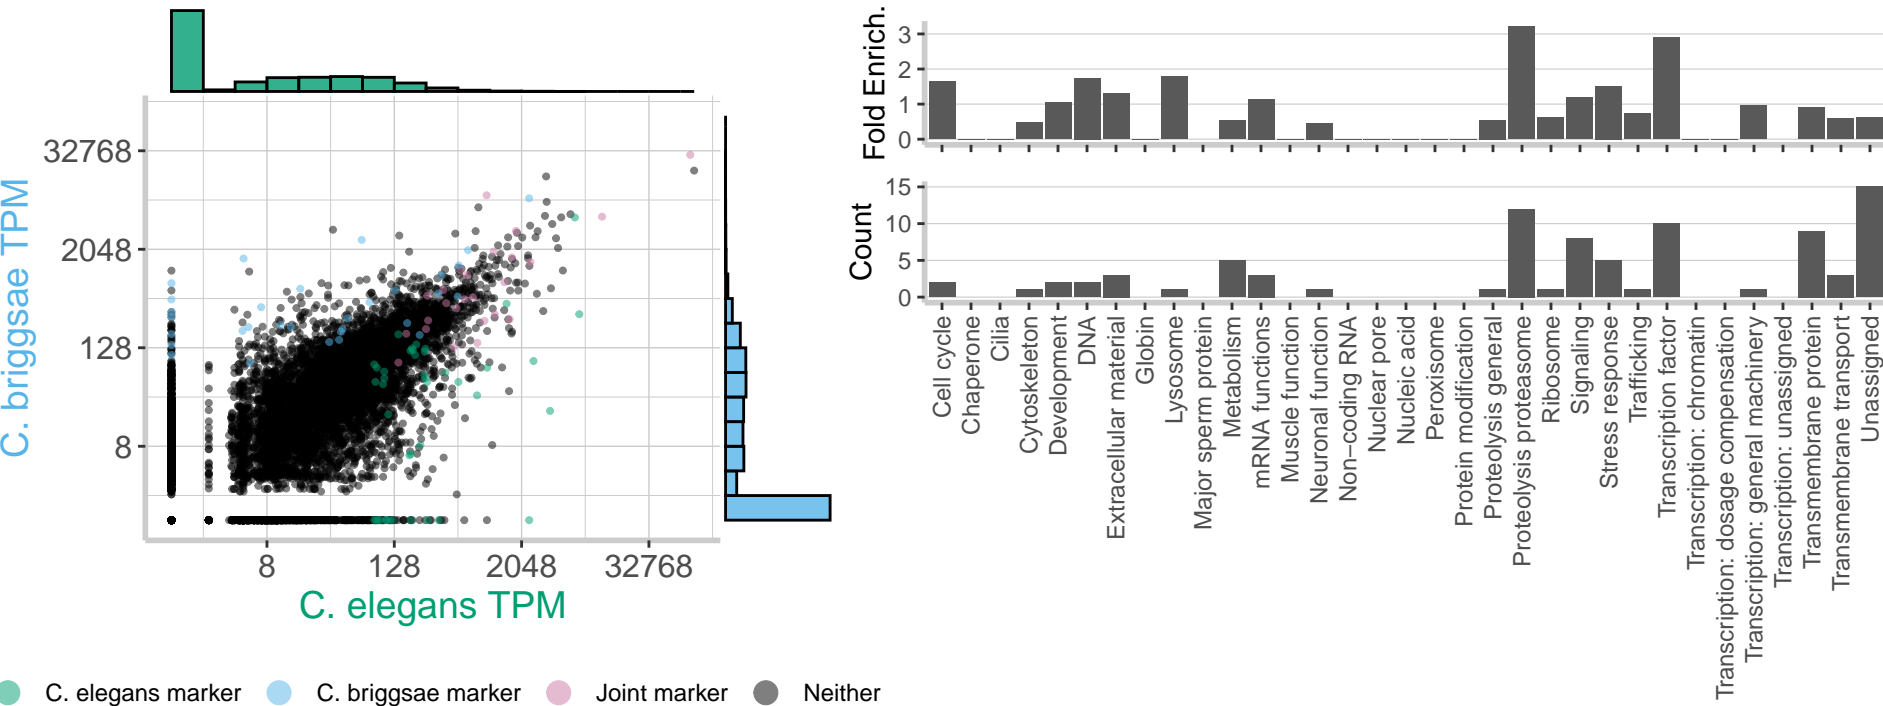 32768
2048
128
8
C. briggsae TPM
8
128
2048
32768
C. elegans TPM
C. elegans marker
C. briggsae marker
Joint marker
Neither
Fold Enrich.
3
2
1
0
Count
15
10
5
0
Cell cycle
Chaperone
Cilia
Cytoskeleton
Development
DNA
Extracellular material
Globin
Lysosome
Major sperm protein
Metabolism
mRNA functions
Muscle function
Neuronal function
Non−coding RNA
Nuclear pore
Nucleic acid
Peroxisome
Protein modification
Proteolysis general
Proteolysis proteasome
Ribosome
Signaling
Stress response
Trafficking
Transcription factor
Transcription: chromatin
Transcription: dosage compensation
Transcription: general machinery
Transcription: unassigned
Transmembrane protein
Transmembrane transport
Unassigned